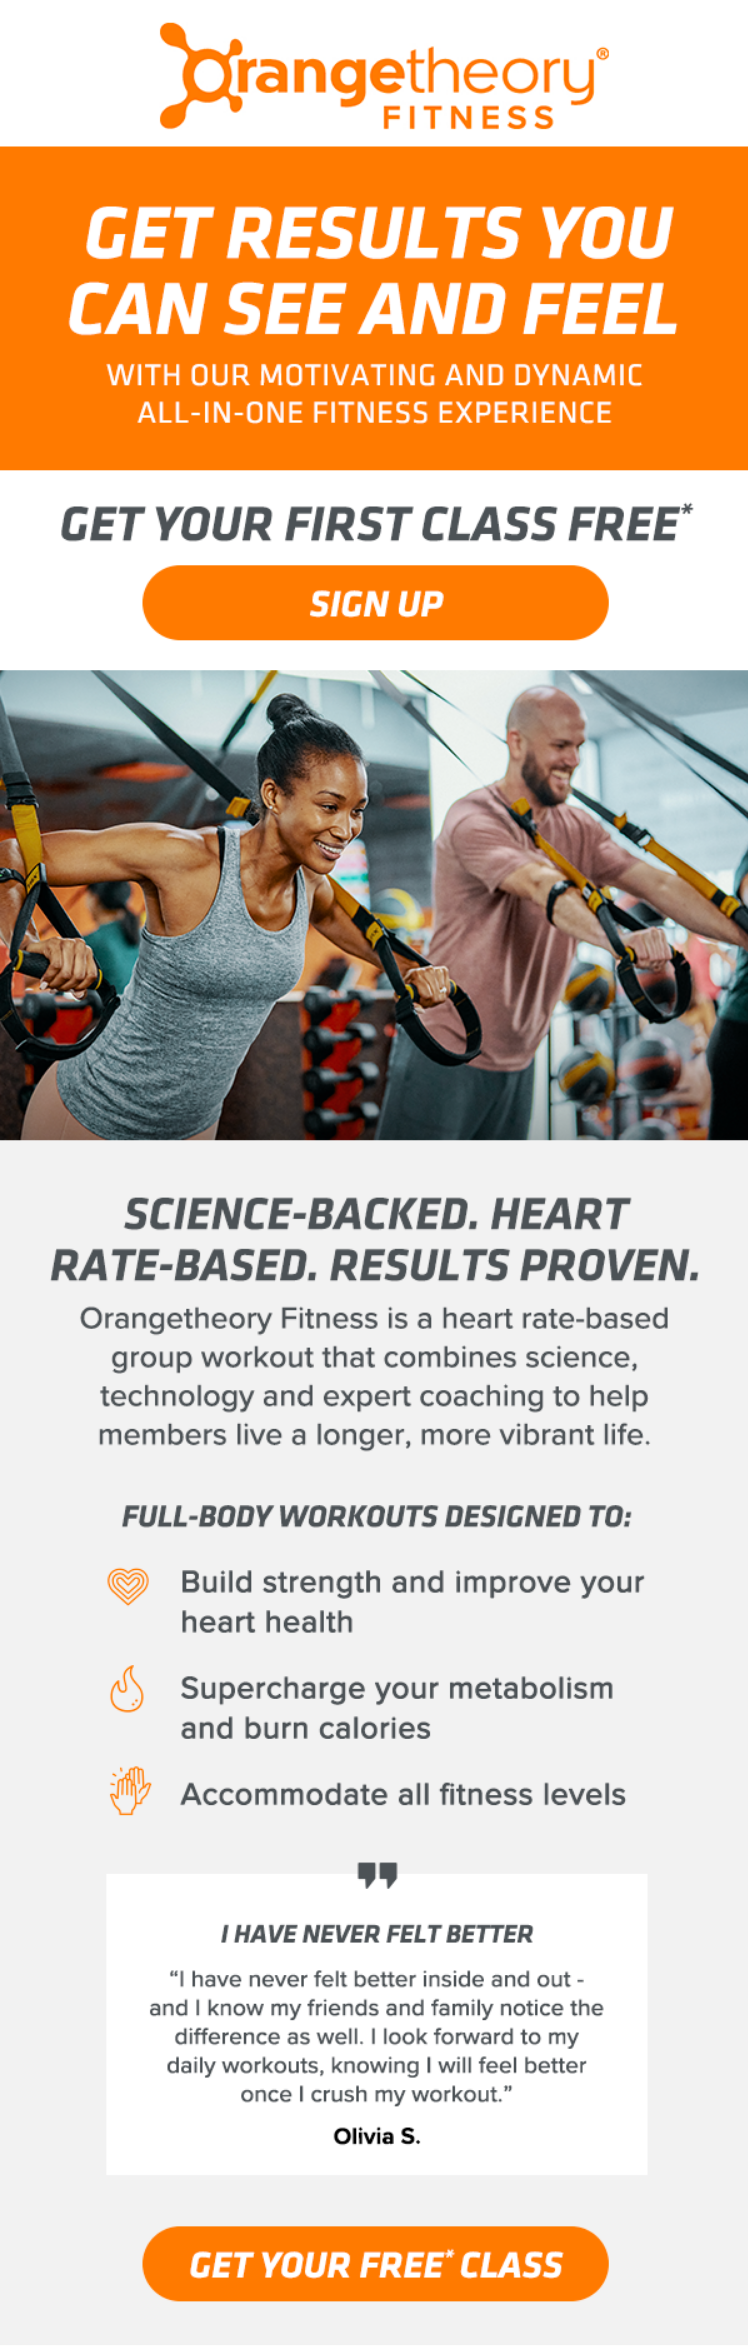 Orangetheory®
FITNESS
GET RESULTS YOU
CAN SEE AND FEEL
WITH OUR MOTIVATING AND DYNAMIC
ALL-IN-ONE FITNESS EXPERIENCE
GET YOUR FIRST CLASS FREE*
SIGN UP
SCIENCE-BACKED. HEART
RATE-BASED. RESULTS PROVEN.
Orangetheory Fitness is a heart rate-based
group workout that combines science,
technology and expert coaching to help
members live a longer, more vibrant life.
FULL-BODY WORKOUTS DESIGNED TO:
Build strength and improve your
heart health
Supercharge your metabolism
and burn calories
Accommodate all fitness levels
I HAVE NEVER FELT BETTER
“I have never felt better inside and out -
and I know my friends and family notice the
difference as well. I look forward to my
daily workouts, knowing I will feel better
once I crush my workout.”
Olivia S.
GET YOUR FREE* CLASS